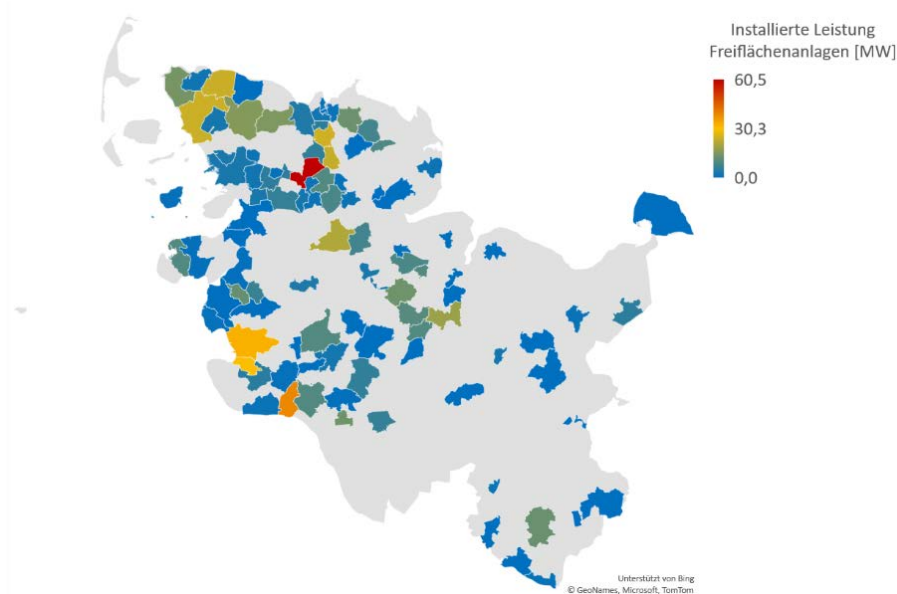 Installierte Leistung
Freiflächenanlagen [MW]
60,5
30,3
0,0
Unterstützt von Bing
© GeoNames, Microsoft, TomTom